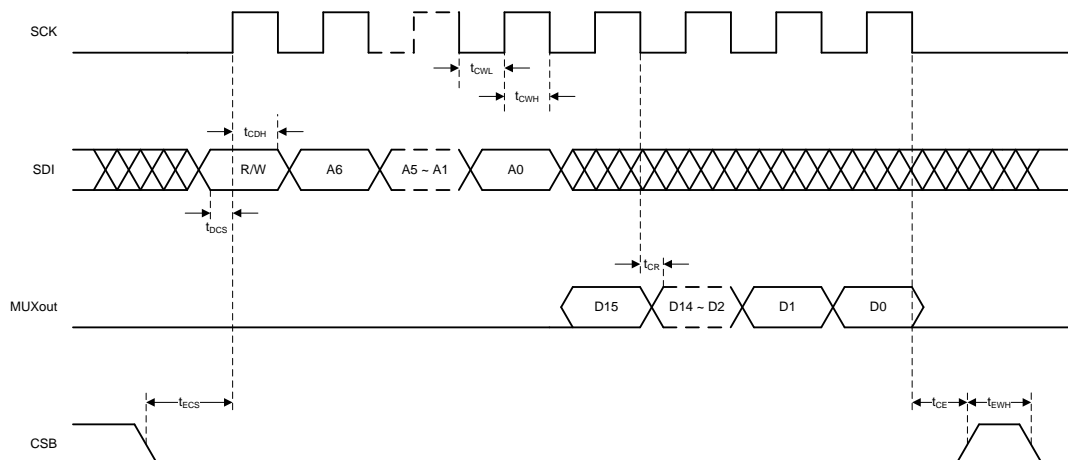 SCK
tCWL
tCWH
tCDH
SDI
R/W
A6
A5 ~ A1
A0
tDCS
tCR
MUXout
D15
D14 ~ D2
D1
D0
tECS
tCE
tEWH
CSB